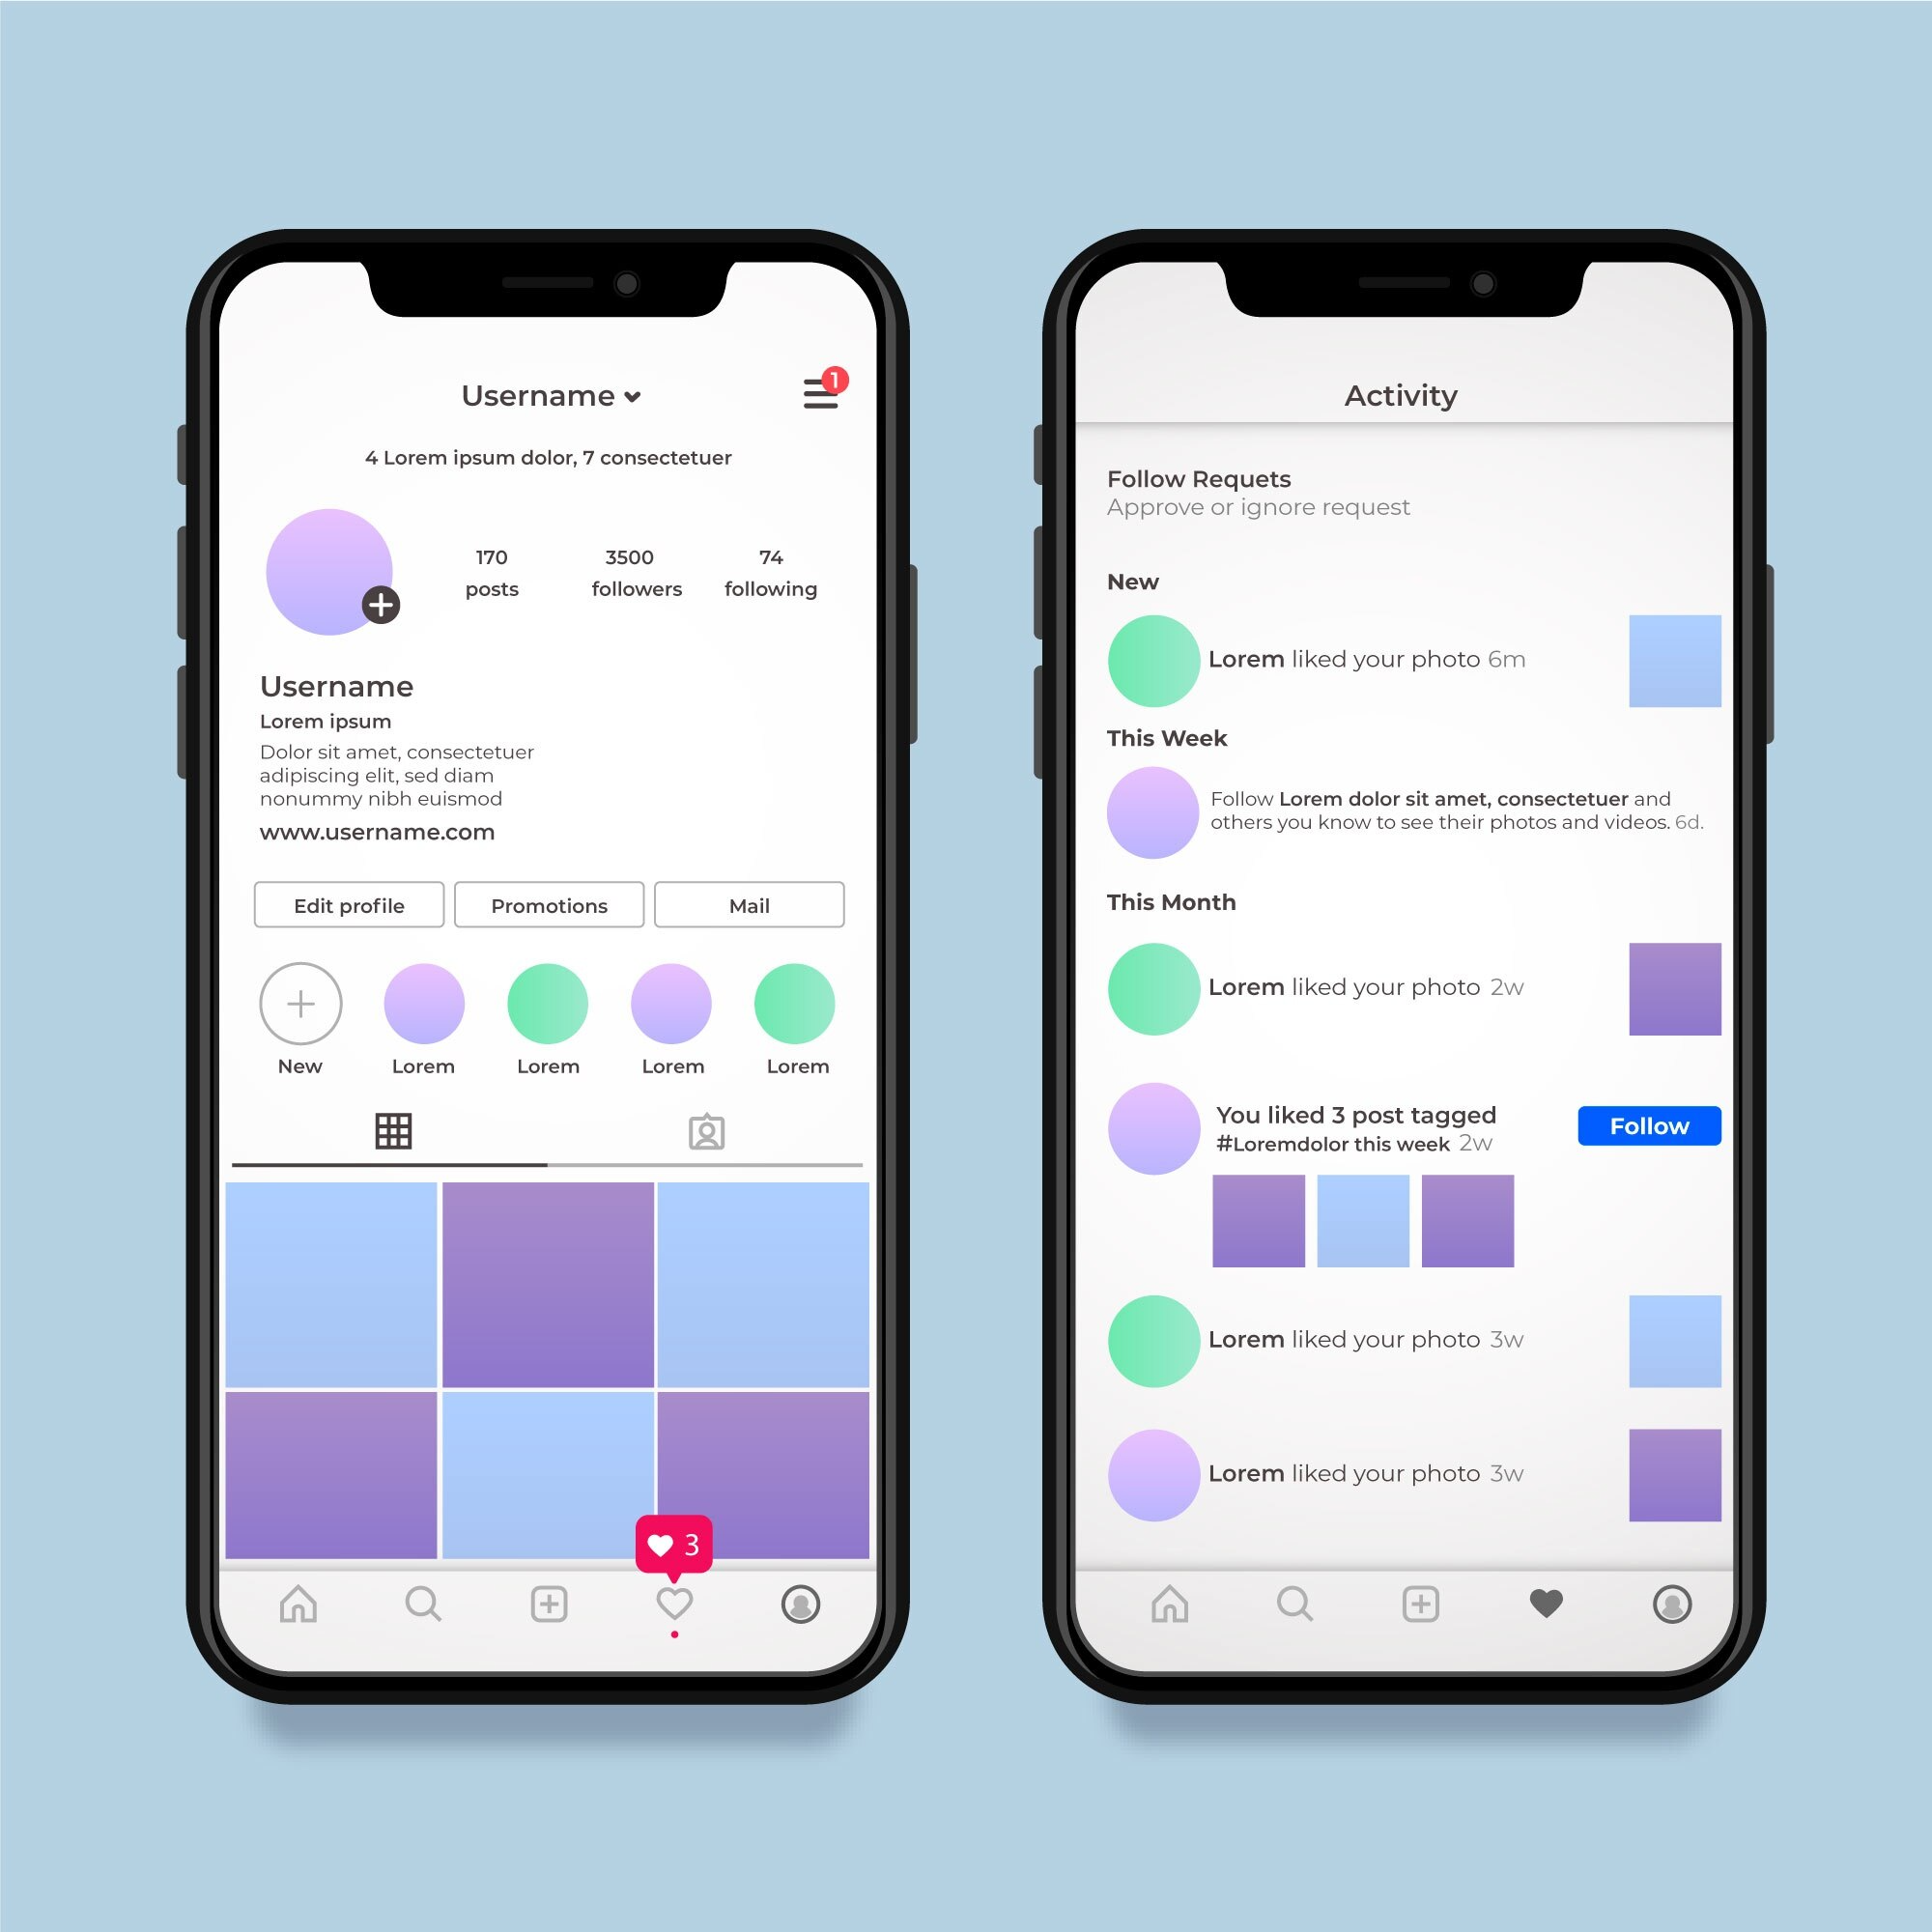 Username
1
4 Lorem ipsum dolor, 7 consectetuer
170 3500 74
posts followers following
Username
Lorem ipsum
Dolor sit amet, consectetuer
adipiscing elit, sed diam
nonummy nibh euismod
www.username.com
Edit profile Promotions Mail
New Lorem Lorem Lorem Lorem
3
Activity
Follow Requets
Approve or ignore request
New
Lorem liked your photo 6m
This Week
Follow Lorem dolor sit amet, consectetuer and
others you know to see their photos and videos. 6d.
This Month
Lorem liked your photo 2w
You liked 3 post tagged
#Loremdolor this week 2w
Follow
Lorem liked your photo 3w
Lorem liked your photo 3w